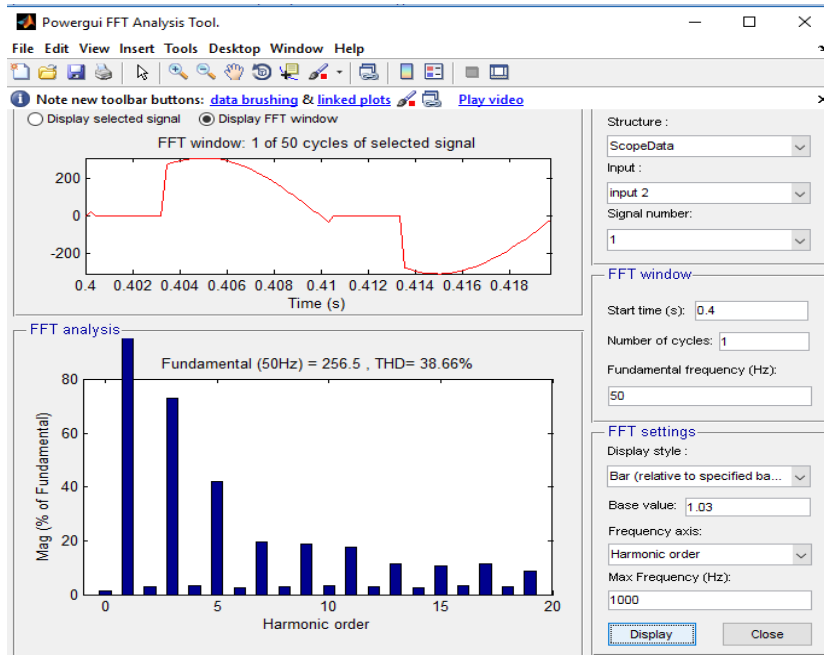 Powergui FFT Analysis Tool.
File Edit View Insert Tools Desktop Window Help
Note new toolbar buttons: data brushing & linked plots Play video
Display selected signal Display FFT window
FFT window: 1 of 50 cycles of selected signal
200
0
-200
0.4 0.402 0.404 0.406 0.408 0.41 0.412 0.414 0.416 0.418
Time (s)
FFT analysis
Fundamental (50Hz) = 256.5 , THD= 38.66%
Mag (% of Fundamental)
80
60
40
20
0
0 5 10 15 20
Harmonic order
Structure :
ScopeData
Input :
input 2
Signal number:
1
FFT window
Start time (s): 0.4
Number of cycles: 1
Fundamental frequency (Hz):
50
FFT settings
Display style :
Bar (relative to specified ba...
Base value: 1.03
Frequency axis:
Harmonic order
Max Frequency (Hz):
1000
Display Close